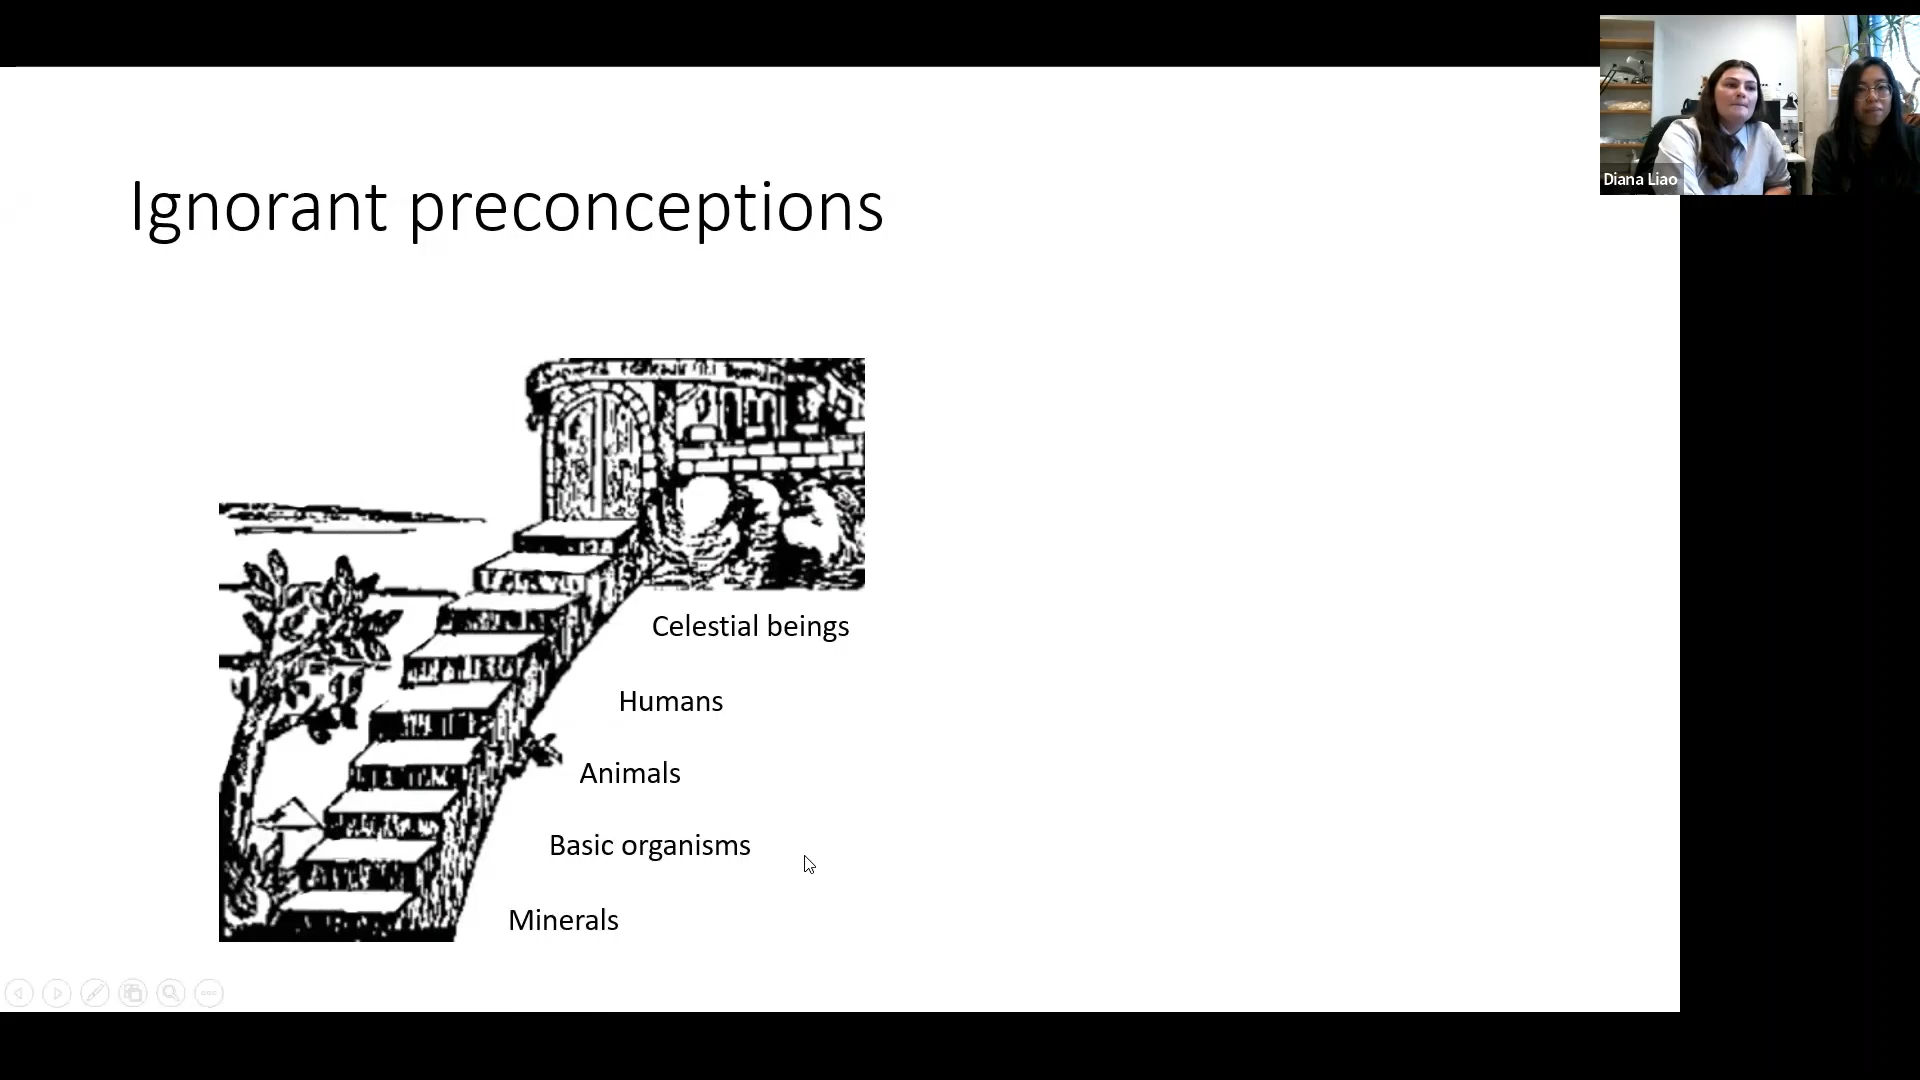 Diana Liao
Ignorant preconceptions
Celestial beings
Humans
Animals
Basic organisms
Minerals